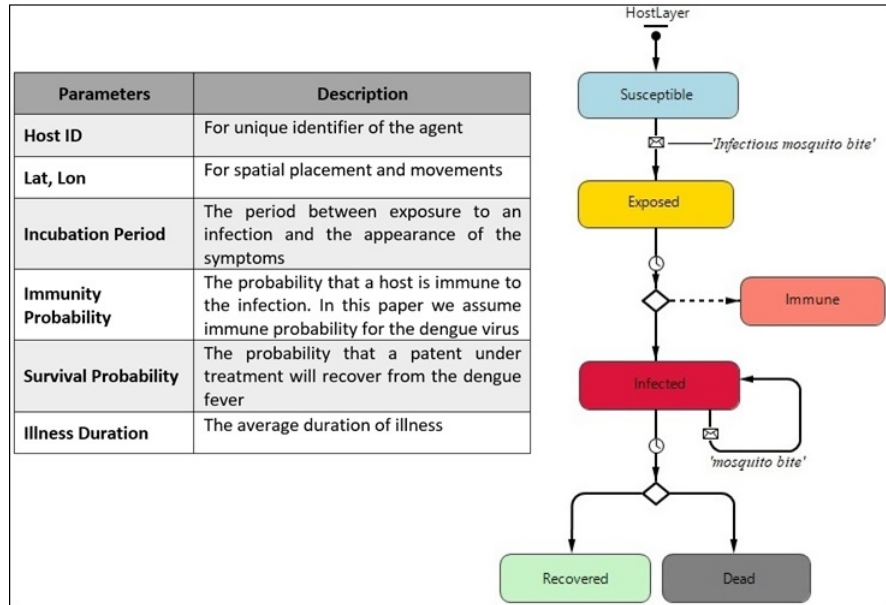 Parameters
Description
Host ID
For unique identifier of the agent
Lat, Lon
For spatial placement and movements
Incubation Period
The period between exposure to an
infection and the appearance of the
symptoms
Immunity
Probability
The probability that a host is immune to
the infection. In this paper we assume
immune probability for the dengue virus
Survival Probability
The probability that a patent under
treatment will recover from the dengue
fever
Illness Duration
The average duration of illness
HostLayer
Susceptible
'Infectious mosquito bite'
Exposed
Immune
Infected
'mosquito bite'
Recovered
Dead